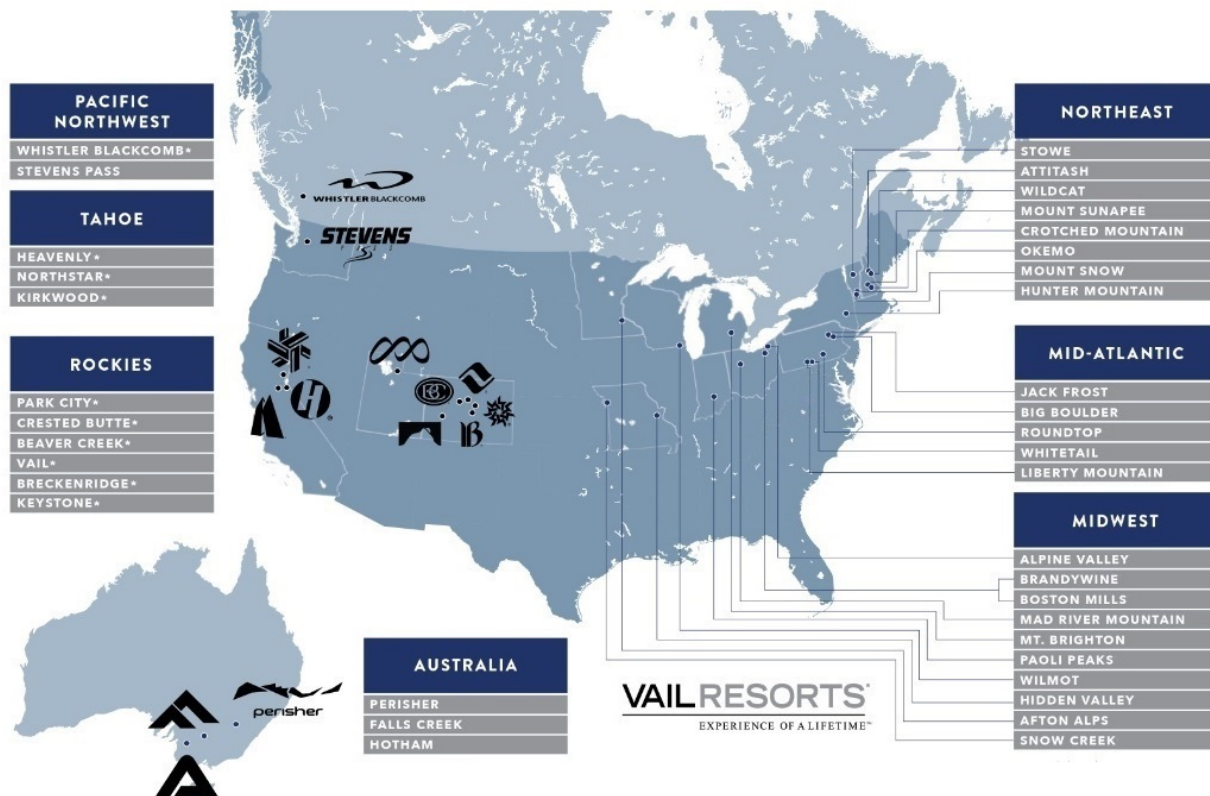 PACIFIC
NORTHWEST
WHISTLER BLACKCOMB*
STEVENS PASS
TAHOE
HEAVENLY*
NORTHSTAR*
KIRKWOOD*
ROCKIES
PARK CITY*
CRESTED BUTTE*
BEAVER CREEK*
VAIL*
BRECKENRIDGE*
KEYSTONE*
WHISTLER BLACKCOMB
STEVENS
H
B
perisher
AUSTRALIA
PERISHER
FALLS CREEK
HOTHAM
VAIL RESORTS®
EXPERIENCE OF A LIFETIME™
NORTHEAST
STOWE
ATTITASH
WILDCAT
MOUNT SUNAPEE
CROTCHED MOUNTAIN
OKEMO
MOUNT SNOW
HUNTER MOUNTAIN
MID-ATLANTIC
JACK FROST
BIG BOULDER
ROUNDTOP
WHITETAIL
LIBERTY MOUNTAIN
MIDWEST
ALPINE VALLEY
BRANDYWINE
BOSTON MILLS
MAD RIVER MOUNTAIN
MT. BRIGHTON
PAOLI PEAKS
WILMOT
HIDDEN VALLEY
AFTON ALPS
SNOW CREEK